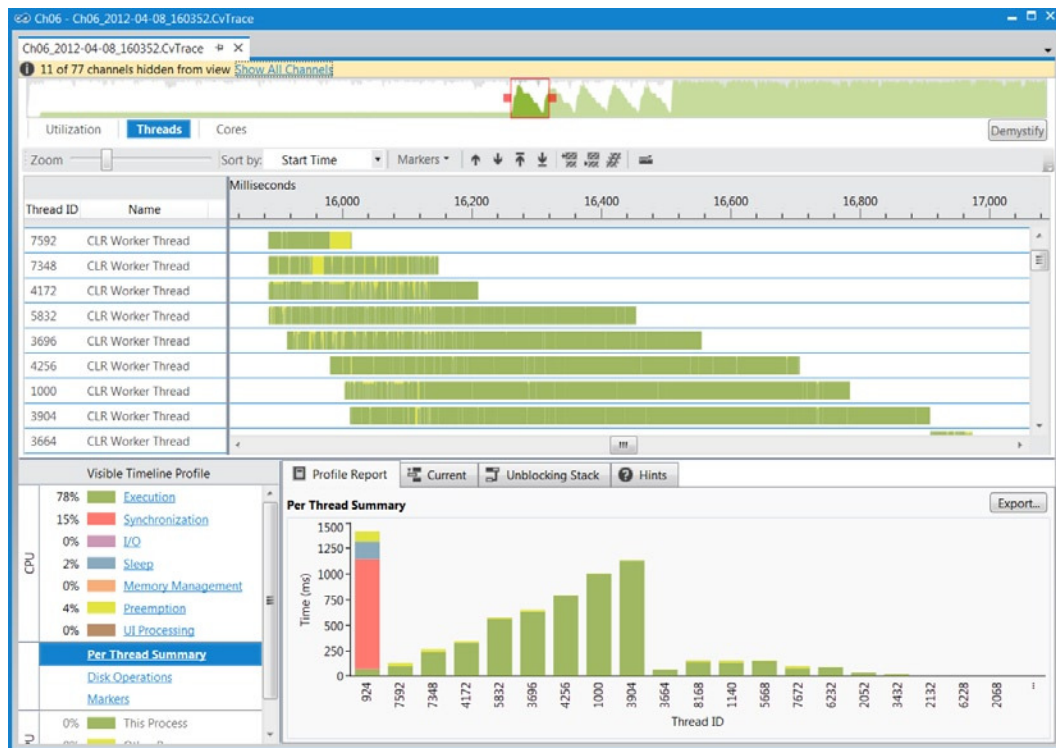 Ch06 - Ch06_2012-04-08_160352.CvTrace
Ch06_2012-04-08_160352.CvTrace
11 of 77 channels hidden from view Show All Channels
Utilization Threads Cores Demystify
Zoom Sort by: Start Time Markers
Milliseconds
Thread ID Name 16,000 16,200 16,400 16,600 16,800 17,000
7592 CLR Worker Thread
7348 CLR Worker Thread
4172 CLR Worker Thread
5832 CLR Worker Thread
3696 CLR Worker Thread
4256 CLR Worker Thread
1000 CLR Worker Thread
3904 CLR Worker Thread
3664 CLR Worker Thread
Visible Timeline Profile
CPU
78% Execution
15% Synchronization
0% I/O
2% Sleep
0% Memory Management
4% Preemption
0% UI Processing
Per Thread Summary
Disk Operations
Markers
0% This Process
Profile Report Current Unblocking Stack Hints
Per Thread Summary Export...
Time (ms)
1500
1250
1000
750
500
250
0
924 7592 7348 4172 5832 3696 4256 1000 3904 3664 8168 1140 5668 7672 6232 2052 3432 2132 6228 2068
Thread ID